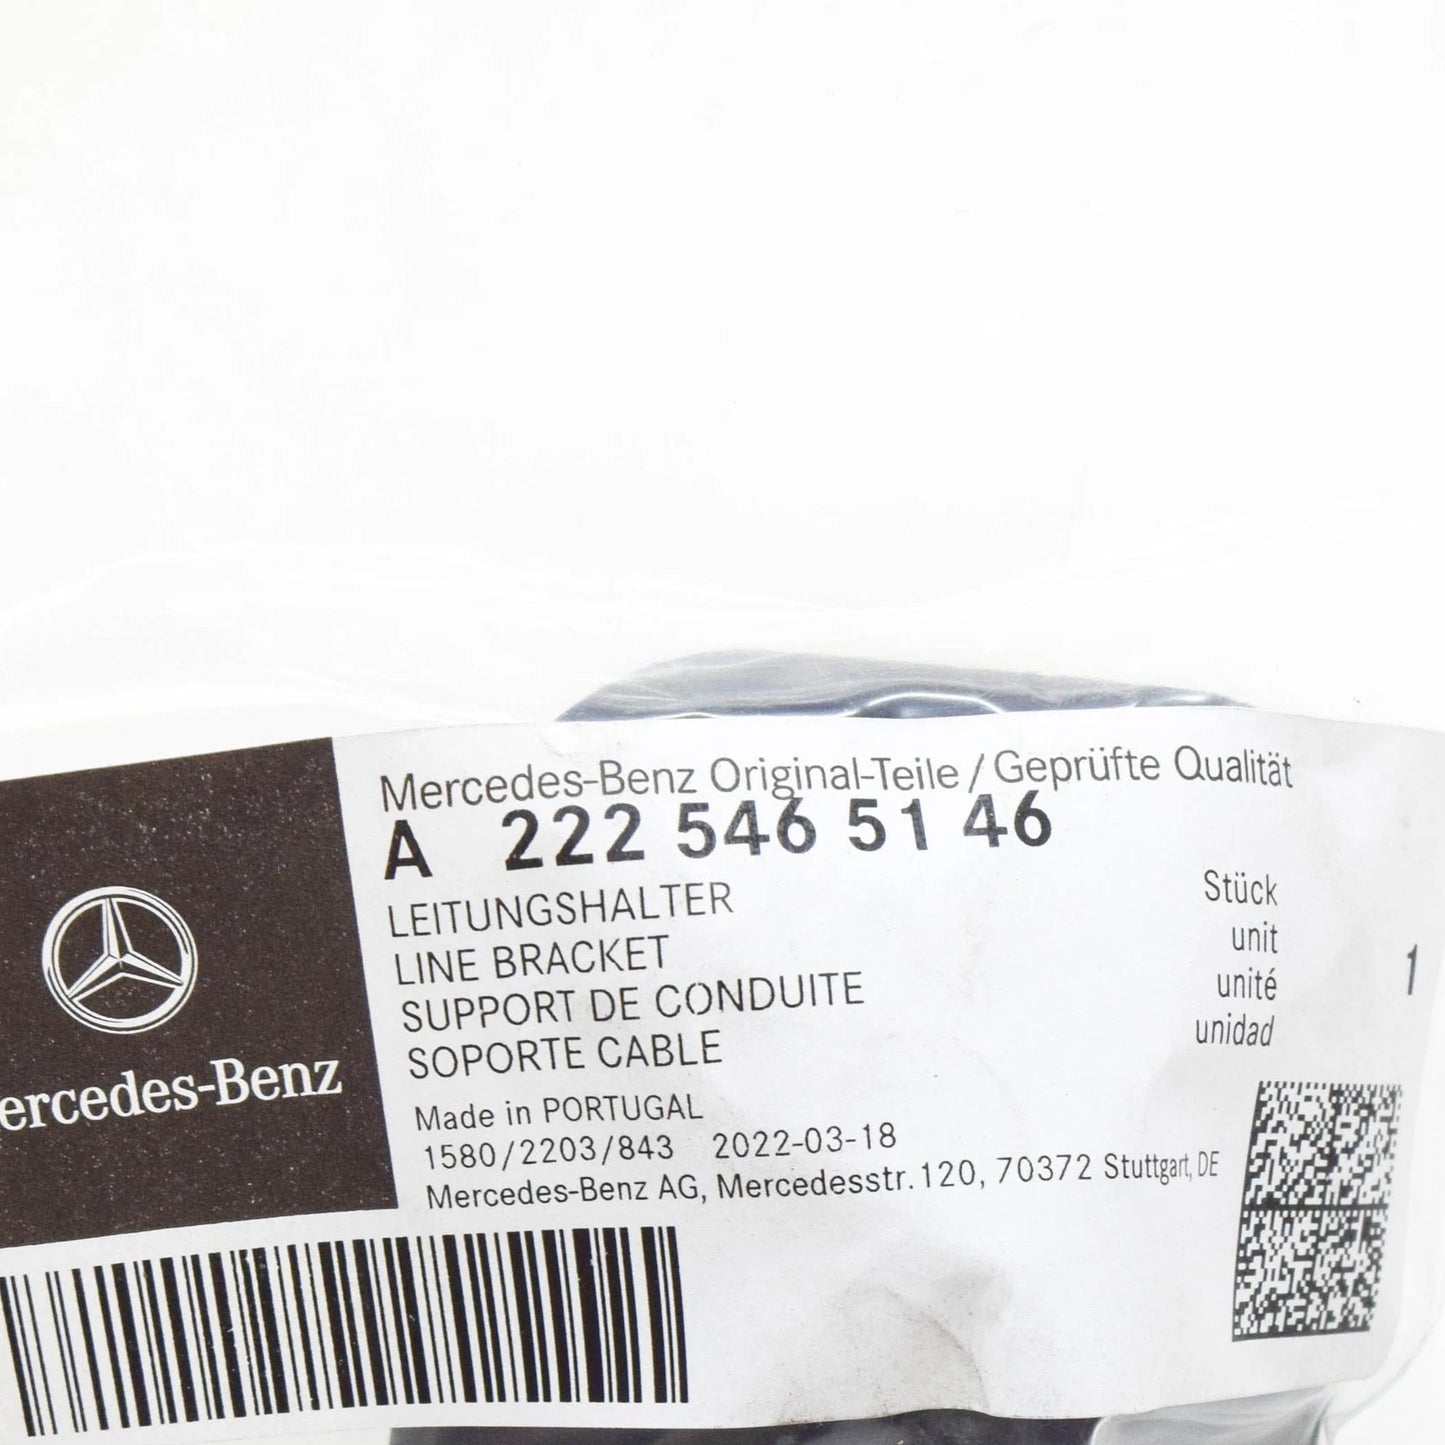 Mercedes-Benz Original-Teile / Geprüfte Qualität
A 222 546 51 46
LEITUNGSHALTER
LINE BRACKET
SUPPORT DE CONDUITE
SOPORTE CABLE
Stück
unit
unité
unidad
1
Made in PORTUGAL
1580/2203/843 2022-03-18
Mercedes-Benz AG, Mercedesstr. 120, 70372 Stuttgart, DE
ercedes-Benz